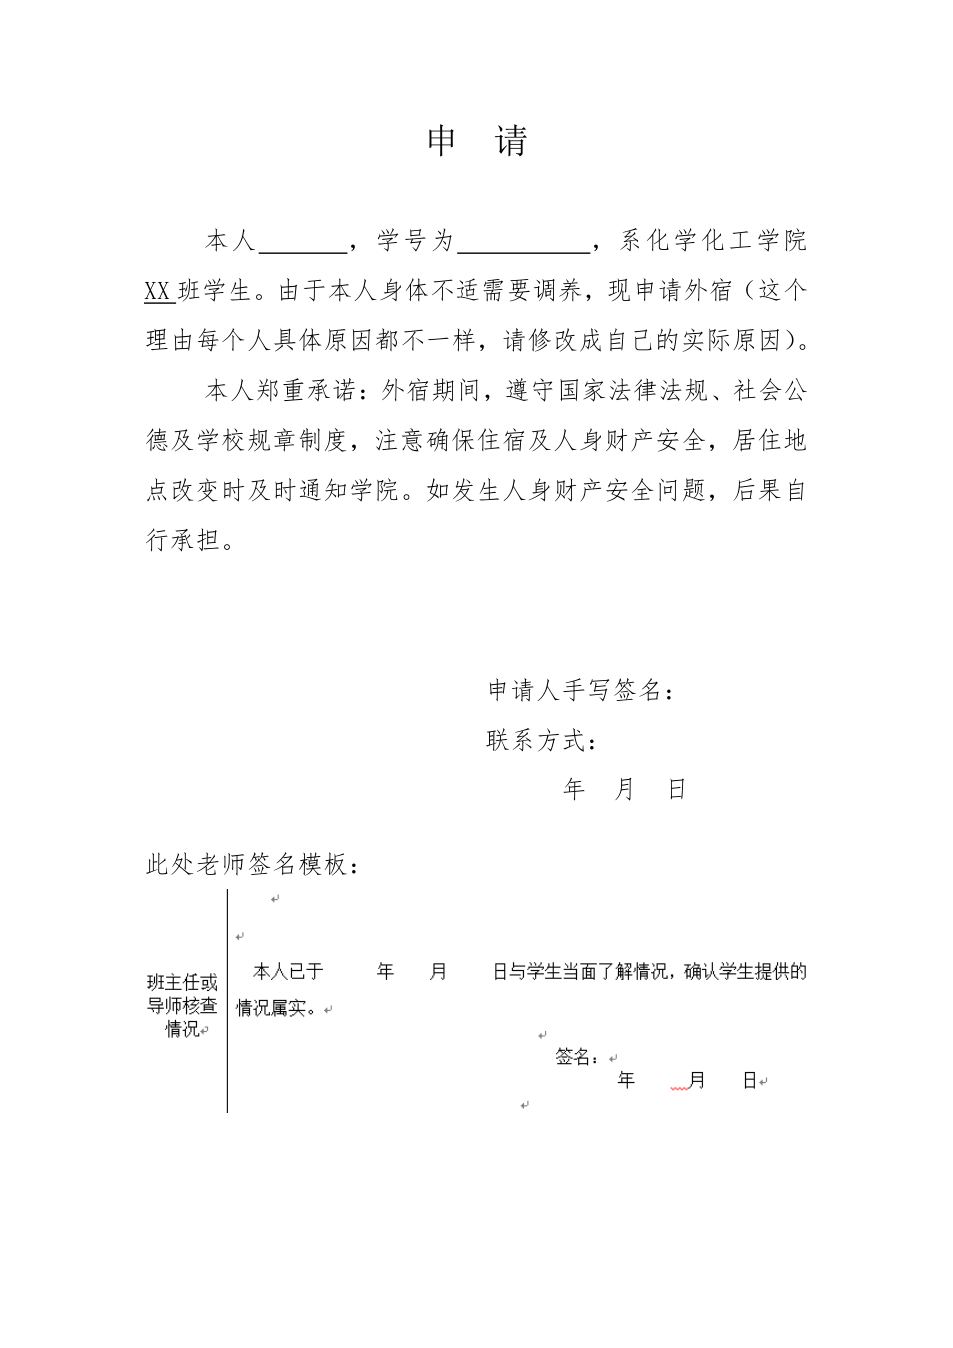 申 请
本人_______，学号为__________，系化学化工学院
XX班学生。由于本人身体不适需要调养，现申请外宿（这个
理由每个人具体原因都不一样，请修改成自己的实际原因）。
本人郑重承诺：外宿期间，遵守国家法律法规、社会公
德及学校规章制度，注意确保住宿及人身财产安全，居住地
点改变时及时通知学院。如发生人身财产安全问题，后果自
行承担。
申请人手写签名：
联系方式：
年 月 日
此处老师签名模板：
班主任或
导师核查
情况
本人已于 年 月 日与学生当面了解情况，确认学生提供的
情况属实。
签名：
年 月 日